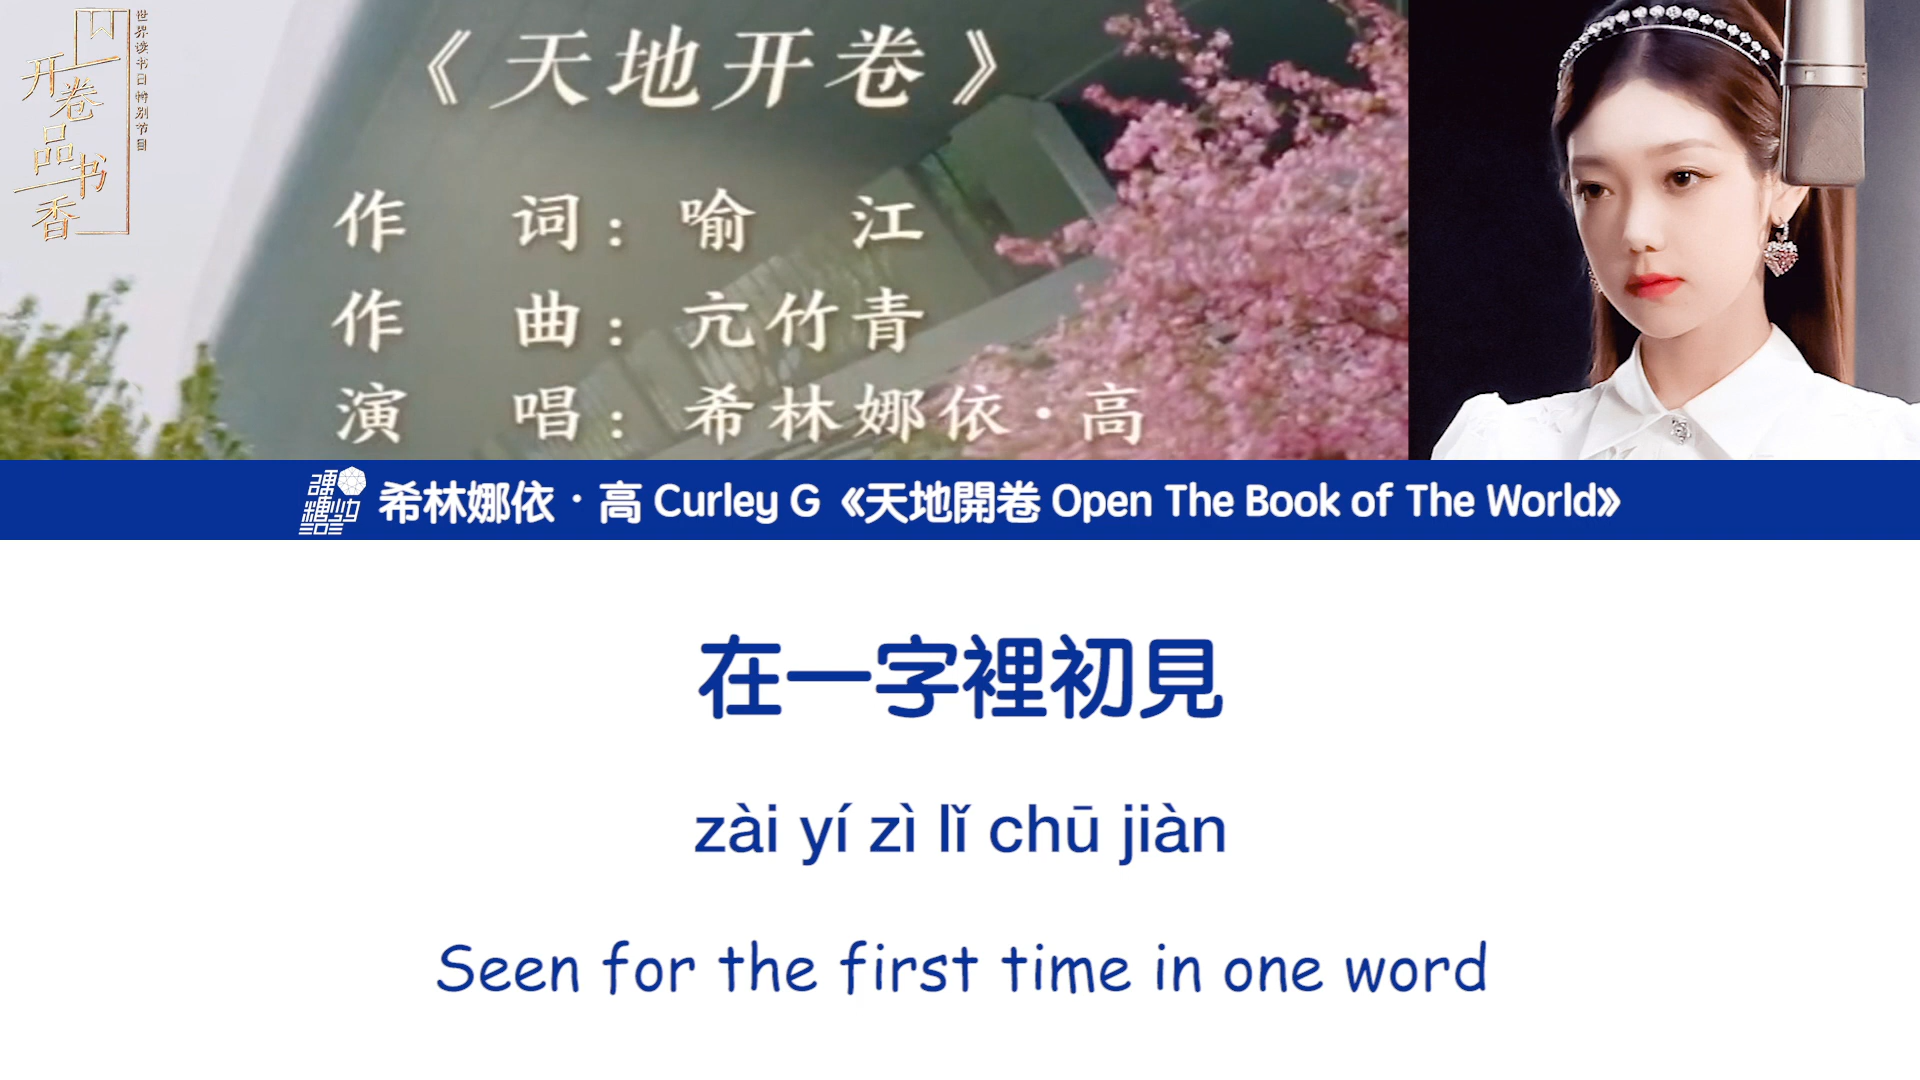 开卷品书香
世界读书日特别节目
《天地开卷》
作 词：喻 江
作 曲：亢竹青
演 唱：希林娜依·高
希林娜依·高 Curley G《天地開卷 Open The Book of The World》
在一字裡初見
zài yí zì lǐ chū jiàn
Seen for the first time in one word